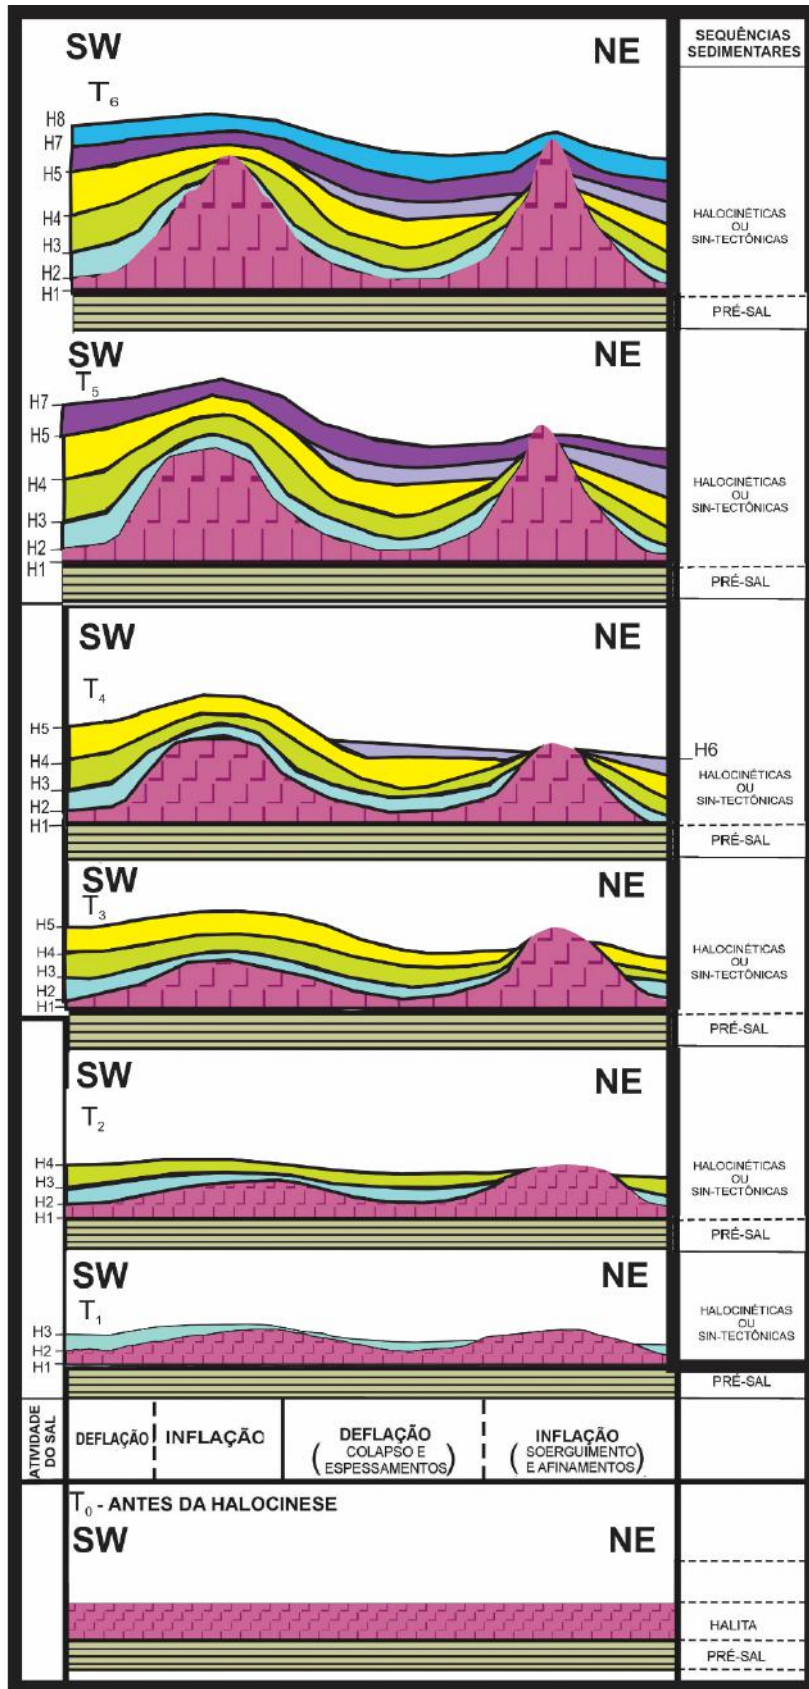 SEQUÊNCIAS
SEDIMENTARES
SW
NE
T6
H8
H7
H5
H4
H3
H2
H1
HALOCINÉTICAS
OU
SIN-TECTÔNICAS
PRÉ-SAL
SW
NE
T5
H7
H5
H4
H3
H2
H1
HALOCINÉTICAS
OU
SIN-TECTÔNICAS
PRÉ-SAL
SW
NE
T4
H5
H4
H3
H2
H1
H6
HALOCINÉTICAS
OU
SIN-TECTÔNICAS
PRÉ-SAL
SW
NE
T3
H5
H4
H3
H2
H1
HALOCINÉTICAS
OU
SIN-TECTÔNICAS
PRÉ-SAL
SW
NE
T2
H4
H3
H2
H1
HALOCINÉTICAS
OU
SIN-TECTÔNICAS
PRÉ-SAL
SW
NE
T1
H3
H2
H1
HALOCINÉTICAS
OU
SIN-TECTÔNICAS
PRÉ-SAL
ATIVIDADE
DO SAL
DEFLAÇÃO
INFLAÇÃO
DEFLAÇÃO
(COLAPSO E
ESPESSAMENTOS)
INFLAÇÃO
(SOERGUIMENTO
E AFINAMENTOS)
T0 - ANTES DA HALOCINESE
SW
NE
HALITA
PRÉ-SAL